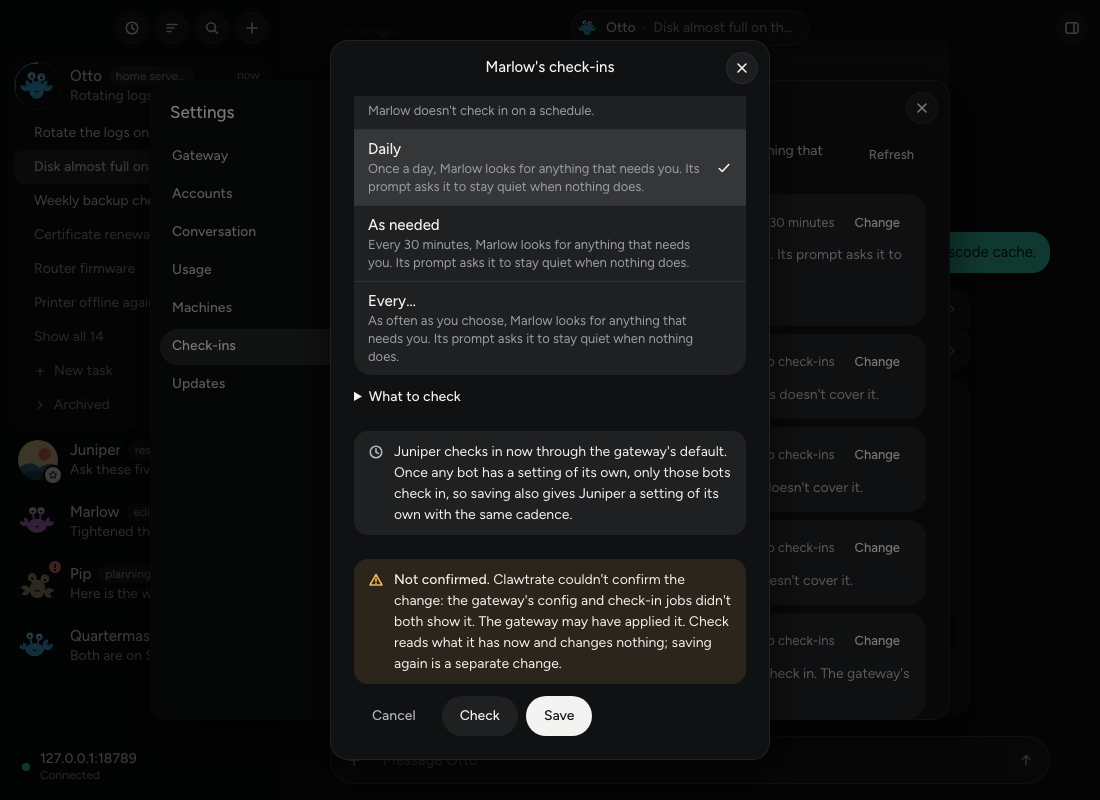 Otto · Disk almost full on th...
Otto home serve... now
Rotating logs
Rotate the logs on
Disk almost full on
Weekly backup che
Certificate renewa
Router firmware
Printer offline again
Show all 14
+ New task
Archived
Juniper res
Ask these five
Marlow edi
Tightened th
Pip planning
Here is the w
Quartermas
Both are on S
127.0.0.1:18789
Connected
Settings
Gateway
Accounts
Conversation
Usage
Machines
Check-ins
Updates
Marlow's check-ins
Marlow doesn't check in on a schedule.
Daily
Once a day, Marlow looks for anything that needs you. Its
prompt asks it to stay quiet when nothing does.
As needed
Every 30 minutes, Marlow looks for anything that needs
you. Its prompt asks it to stay quiet when nothing does.
Every...
As often as you choose, Marlow looks for anything that
needs you. Its prompt asks it to stay quiet when nothing
does.
What to check
Juniper checks in now through the gateway's default.
Once any bot has a setting of its own, only those bots
check in, so saving also gives Juniper a setting of its
own with the same cadence.
Not confirmed. Clawtrate couldn't confirm the
change: the gateway's config and check-in jobs didn't
both show it. The gateway may have applied it. Check
reads what it has now and changes nothing; saving
again is a separate change.
Cancel Check Save
hing that
Refresh
30 minutes Change
. Its prompt asks it to
o check-ins Change
s doesn't cover it.
o check-ins Change
doesn't cover it.
o check-ins Change
esn't cover it.
o check-ins Change
heck in. The gateway's
scode cache.
Message Otto